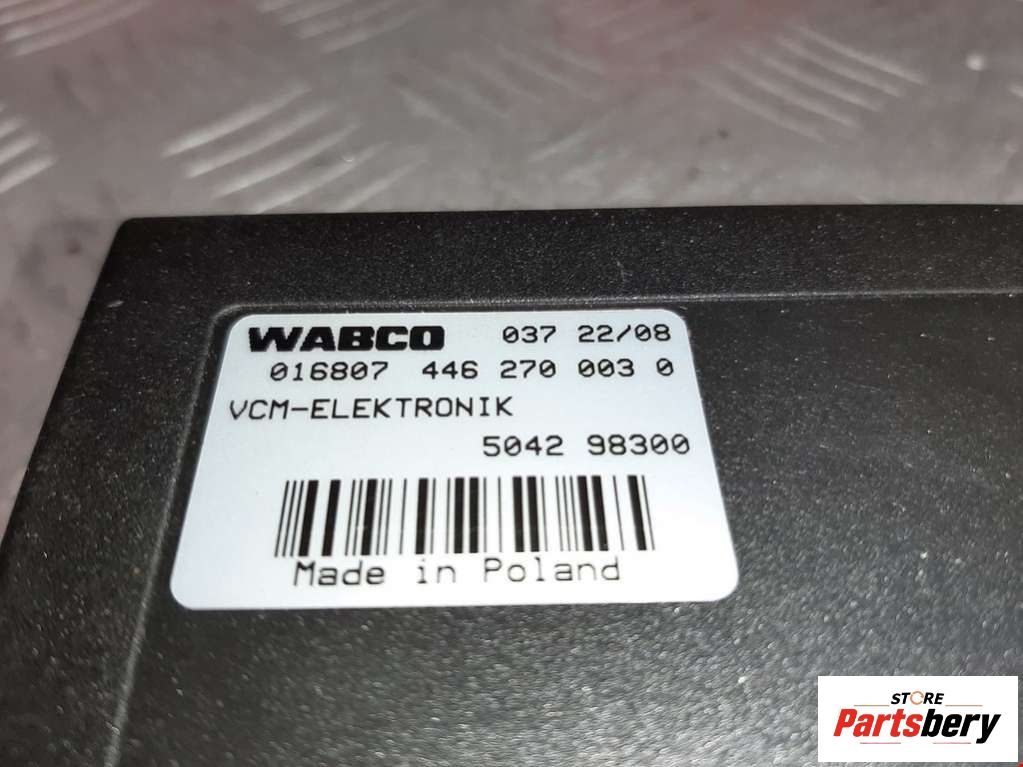 WABCO 037 22/08
016807 446 270 003 0
VCM-ELEKTRONIK
5042 98300
Made in Poland
STORE
Partsbery